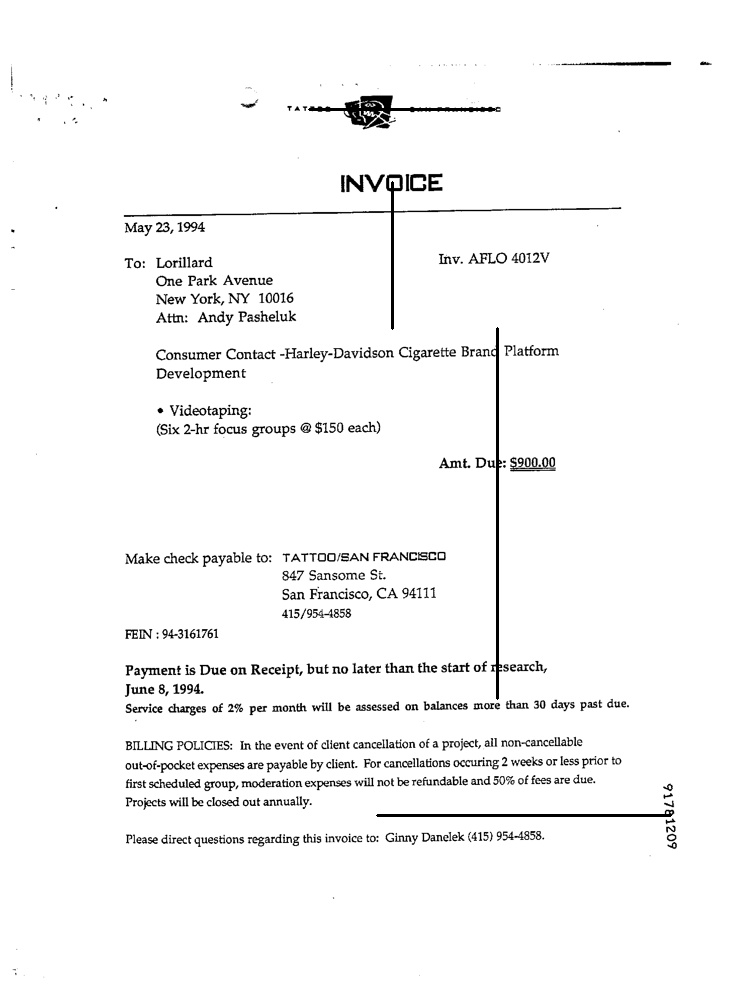 INVOICE
May 23, 1994
To: Lorillard
Inv. AFLO 4012V
One Park Avenue
New York, NY 10016
Attn: Andy Pasheluk
Consumer Contact -Harley-Davidson Cigarette Brand Platform
Development
• Videotaping:
(Six 2-hr focus groups @ $150 each)
Amt. Due: $900.00
Make check payable to: TATTOO/SAN FRANCISCO
847 Sansome St.
San Francisco, CA 94111
415/954-4858
FEIN : 94-3161761
Payment is Due on Receipt, but no later than the start of research,
June 8, 1994.
Service charges of 2% per month will be assessed on balances more than 30 days past due.
BILLING POLICIES: In the event of client cancellation of a project, all non-cancellable
out-of-pocket expenses are payable by client. For cancellations occuring 2 weeks or less prior to
first scheduled group, moderation expenses will not be refundable and 50% of fees are due.
Projects will be closed out annually.
Please direct questions regarding this invoice to: Ginny Danelek (415) 954-4858.
91781209